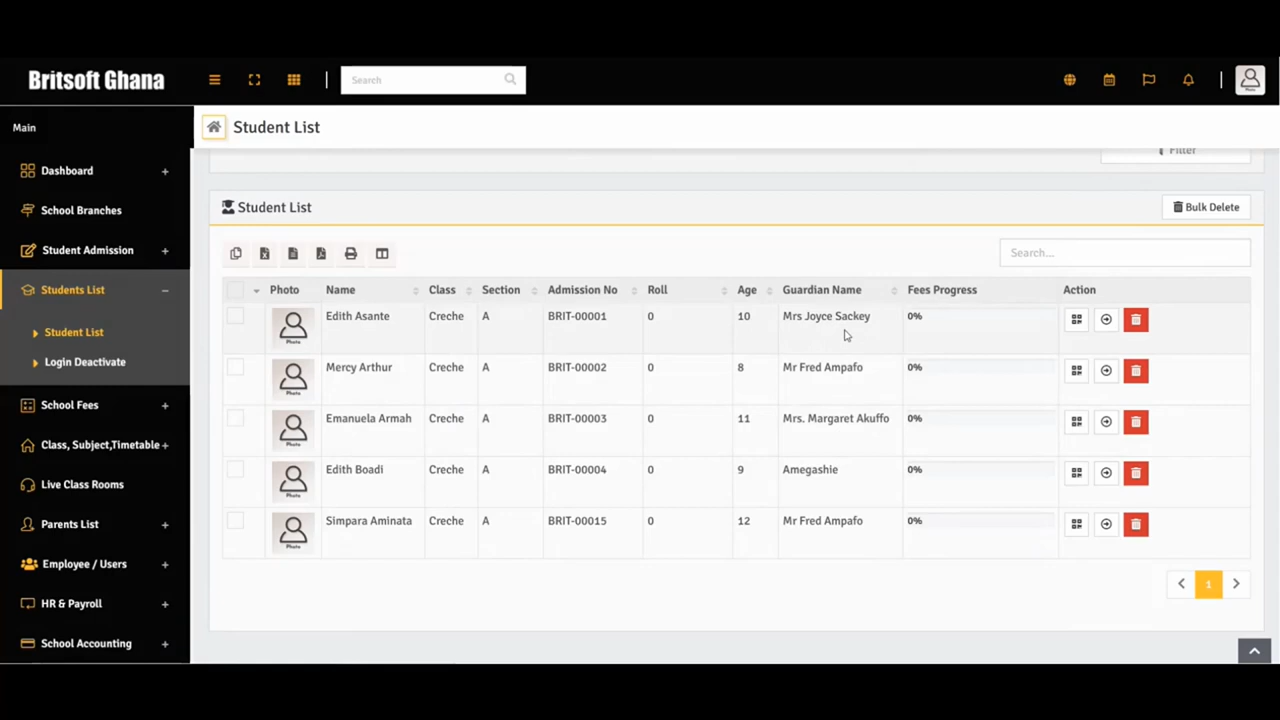 Britsoft Ghana
Search
Main
Student List
Dashboard
School Branches
Student Admission
Students List
Student List
Login Deactivate
School Fees
Class, Subject,Timetable
Live Class Rooms
Parents List
Employee / Users
HR & Payroll
School Accounting
Filter
Student List
Bulk Delete
Search...
Photo Name Class Section Admission No Roll Age Guardian Name Fees Progress Action
Photo Edith Asante Creche A BRIT-00001 0 10 Mrs Joyce Sackey 0%
Photo Mercy Arthur Creche A BRIT-00002 0 8 Mr Fred Ampafo 0%
Photo Emanuela Armah Creche A BRIT-00003 0 11 Mrs. Margaret Akuffo 0%
Photo Edith Boadi Creche A BRIT-00004 0 9 Amegashie 0%
Photo Simpara Aminata Creche A BRIT-00015 0 12 Mr Fred Ampafo 0%
1